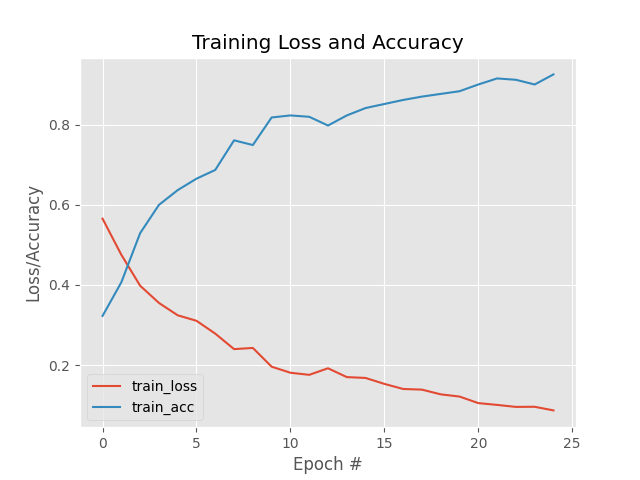 Training Loss and Accuracy
0.8
0.6
0.4
0.2
Loss/Accuracy
train_loss
train_acc
0 5 10 15 20 25
Epoch #